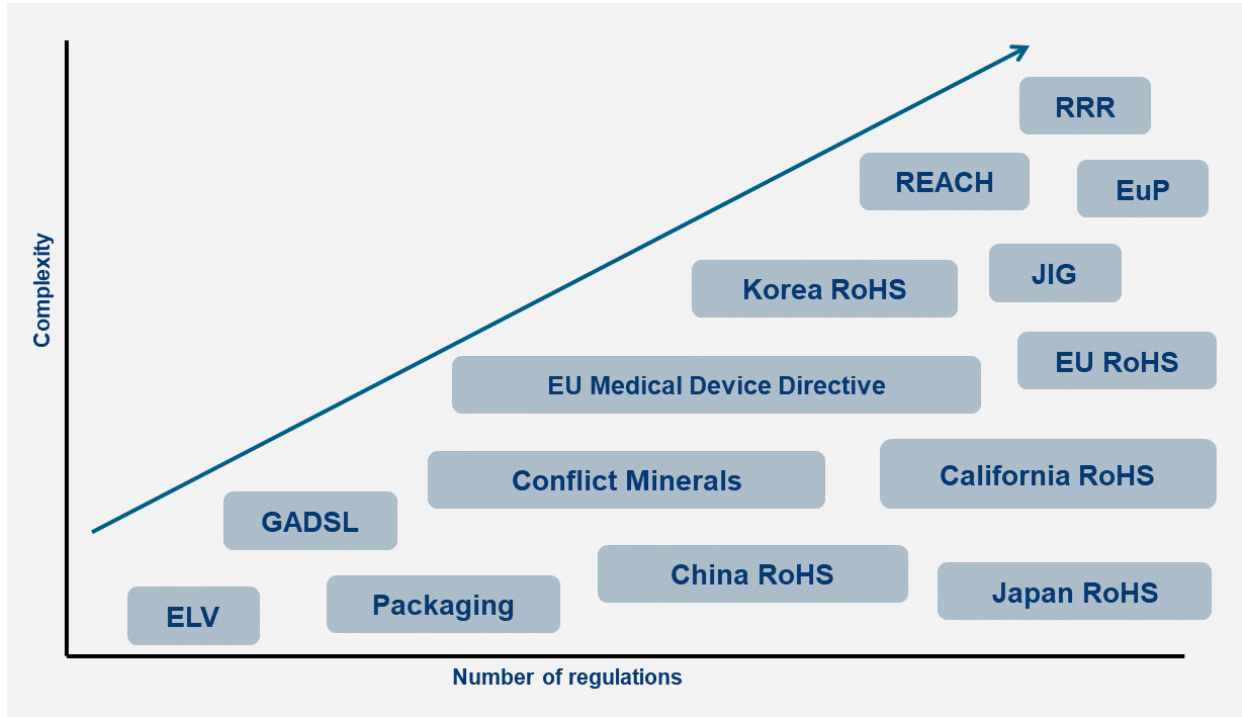 RRR
REACH
EuP
Korea RoHS
JIG
EU RoHS
EU Medical Device Directive
Conflict Minerals
California RoHS
GADSL
China RoHS
Japan RoHS
ELV
Packaging
Complexity
Number of regulations